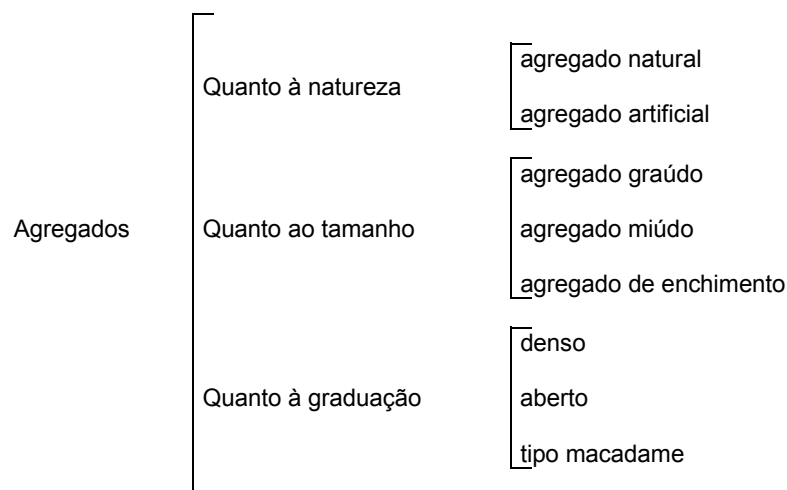 agregado natural
Quanto à natureza
agregado artificial
agregado graúdo
Agregados Quanto ao tamanho agregado miúdo
agregado de enchimento
denso
Quanto à graduação aberto
tipo macadame